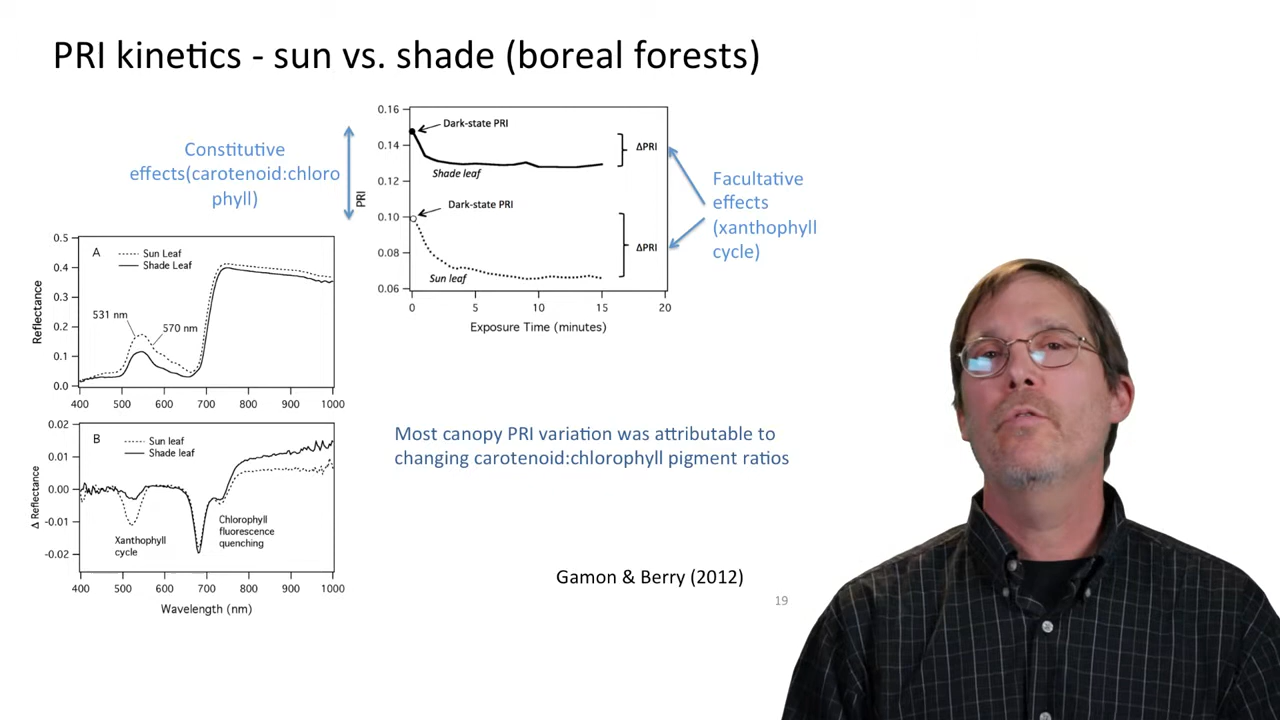 PRI kinetics - sun vs. shade (boreal forests)
Constitutive
effects(carotenoid:chloro
phyll)
0.16
0.14
0.12
0.10
0.08
0.06
PRI
Dark-state PRI
Shade leaf
ΔPRI
Dark-state PRI
Sun leaf
ΔPRI
0 5 10 15 20
Exposure Time (minutes)
Facultative
effects
(xanthophyll
cycle)
A
Sun Leaf
Shade Leaf
0.5
0.4
0.3
0.2
0.1
0.0
Reflectance
531 nm
570 nm
400 500 600 700 800 900 1000
B
Sun leaf
Shade leaf
0.02
0.01
0.00
-0.01
-0.02
Δ Reflectance
Xanthophyll
cycle
Chlorophyll
fluorescence
quenching
400 500 600 700 800 900 1000
Wavelength (nm)
Most canopy PRI variation was attributable to
changing carotenoid:chlorophyll pigment ratios
Gamon & Berry (2012)
19